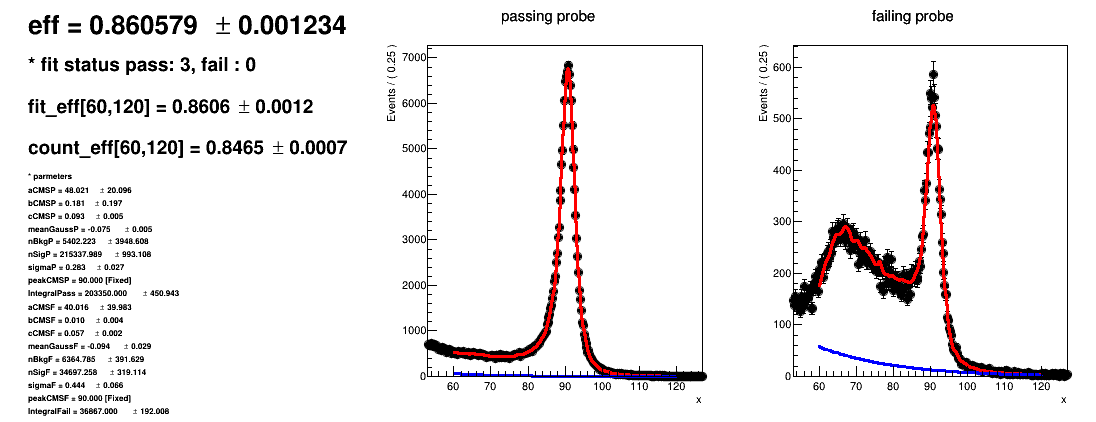 eff = 0.860579 ± 0.001234
* fit status pass: 3, fail : 0
fit_eff[60,120] = 0.8606 ± 0.0012
count_eff[60,120] = 0.8465 ± 0.0007
* parmeters
aCMSP = 48.021 ± 20.096
bCMSP = 0.181 ± 0.197
cCMSP = 0.093 ± 0.005
meanGaussP = -0.075 ± 0.005
nBkgP = 5402.223 ± 3948.608
nSigP = 215337.989 ± 993.108
sigmaP = 0.283 ± 0.027
peakCMSP = 90.000 [Fixed]
IntegralPass = 203350.000 ± 450.943
aCMSF = 40.016 ± 39.983
bCMSF = 0.010 ± 0.004
cCMSF = 0.057 ± 0.002
meanGaussF = -0.094 ± 0.029
nBkgF = 6364.785 ± 391.629
nSigF = 34697.258 ± 319.114
sigmaF = 0.444 ± 0.066
peakCMSF = 90.000 [Fixed]
IntegralFail = 36867.000 ± 192.008
passing probe
Events / ( 0.25 )
7000
6000
5000
4000
3000
2000
1000
0
60 70 80 90 100 110 120
x
failing probe
Events / ( 0.25 )
600
500
400
300
200
100
0
60 70 80 90 100 110 120
x